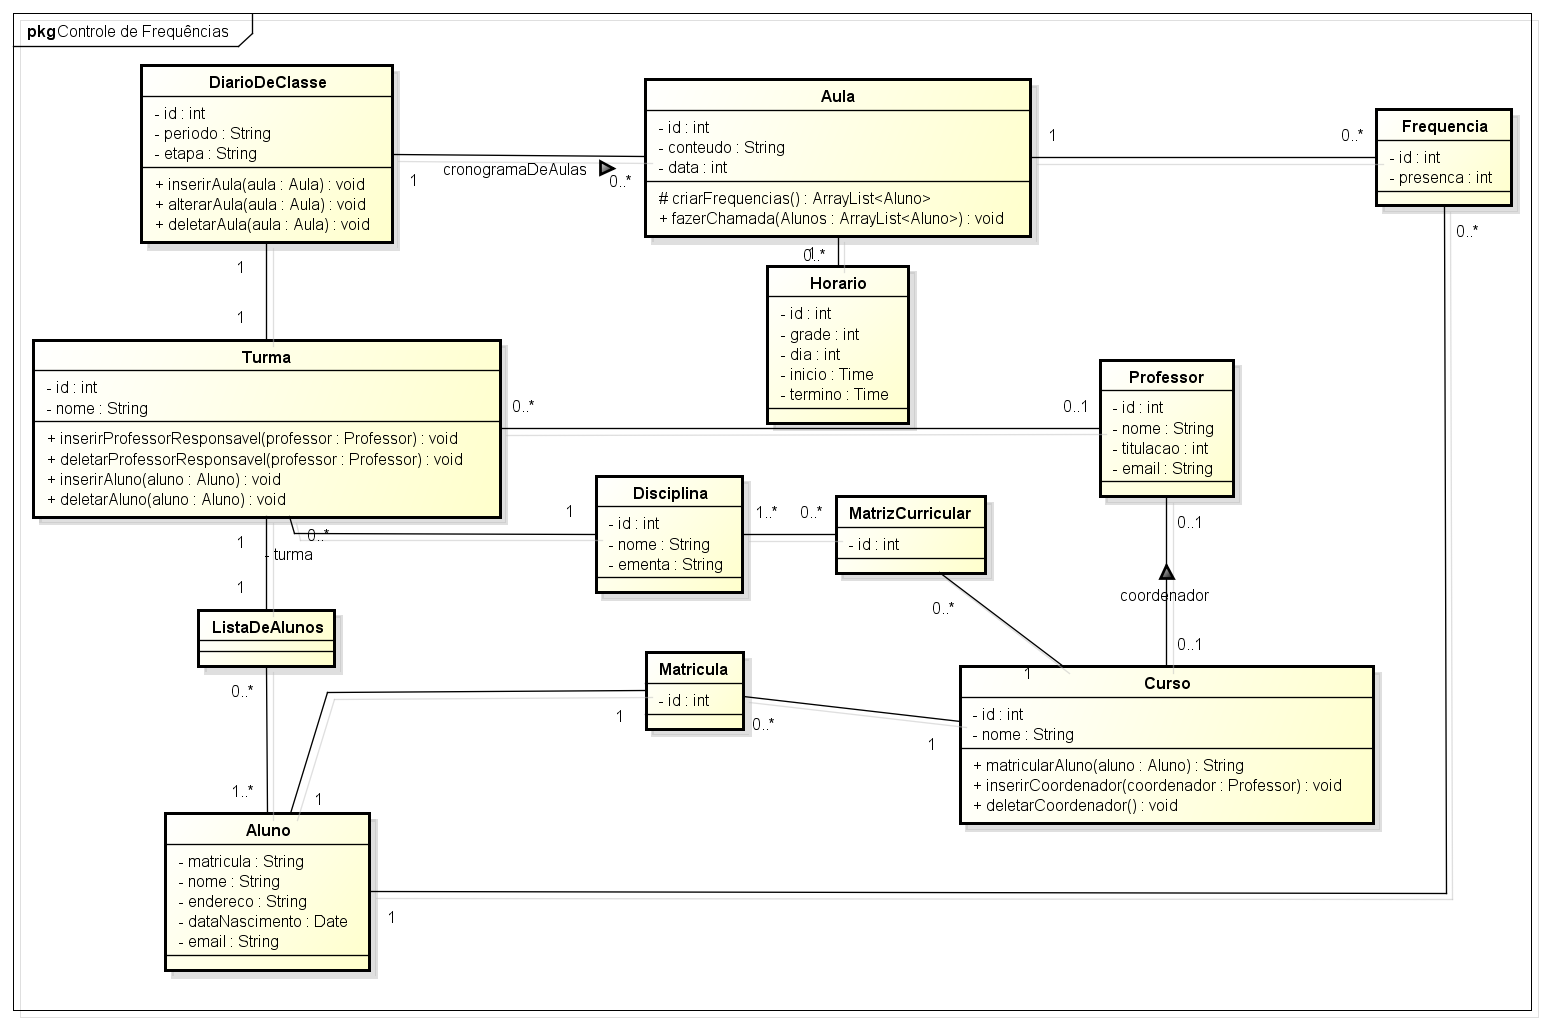 pkg Controle de Frequências
DiarioDeClasse
- id : int
- periodo : String
- etapa : String
+ inserirAula(aula : Aula) : void
+ alterarAula(aula : Aula) : void
+ deletarAula(aula : Aula) : void
1
cronogramaDeAulas
0..*
Aula
- id : int
- conteudo : String
- data : int
# criarFrequencias() : ArrayList<Aluno>
+ fazerChamada(Alunos : ArrayList<Aluno>) : void
1
0..*
Frequencia
- id : int
- presenca : int
0..*
1
0..*
Horario
- id : int
- grade : int
- dia : int
- inicio : Time
- termino : Time
1
1
Turma
- id : int
- nome : String
+ inserirProfessorResponsavel(professor : Professor) : void
+ deletarProfessorResponsavel(professor : Professor) : void
+ inserirAluno(aluno : Aluno) : void
+ deletarAluno(aluno : Aluno) : void
0..*
0..1
Professor
- id : int
- nome : String
- titulacao : int
- email : String
0..*
1
Disciplina
- id : int
- nome : String
- ementa : String
1..*
0..*
MatrizCurricular
- id : int
0..*
1
0..1
coordenador
0..1
1
- turma
1
ListaDeAlunos
0..*
1..*
Matricula
- id : int
1
1
0..*
1
Curso
- id : int
- nome : String
+ matricularAluno(aluno : Aluno) : String
+ inserirCoordenador(coordenador : Professor) : void
+ deletarCoordenador() : void
Aluno
- matricula : String
- nome : String
- endereco : String
- dataNascimento : Date
- email : String
1